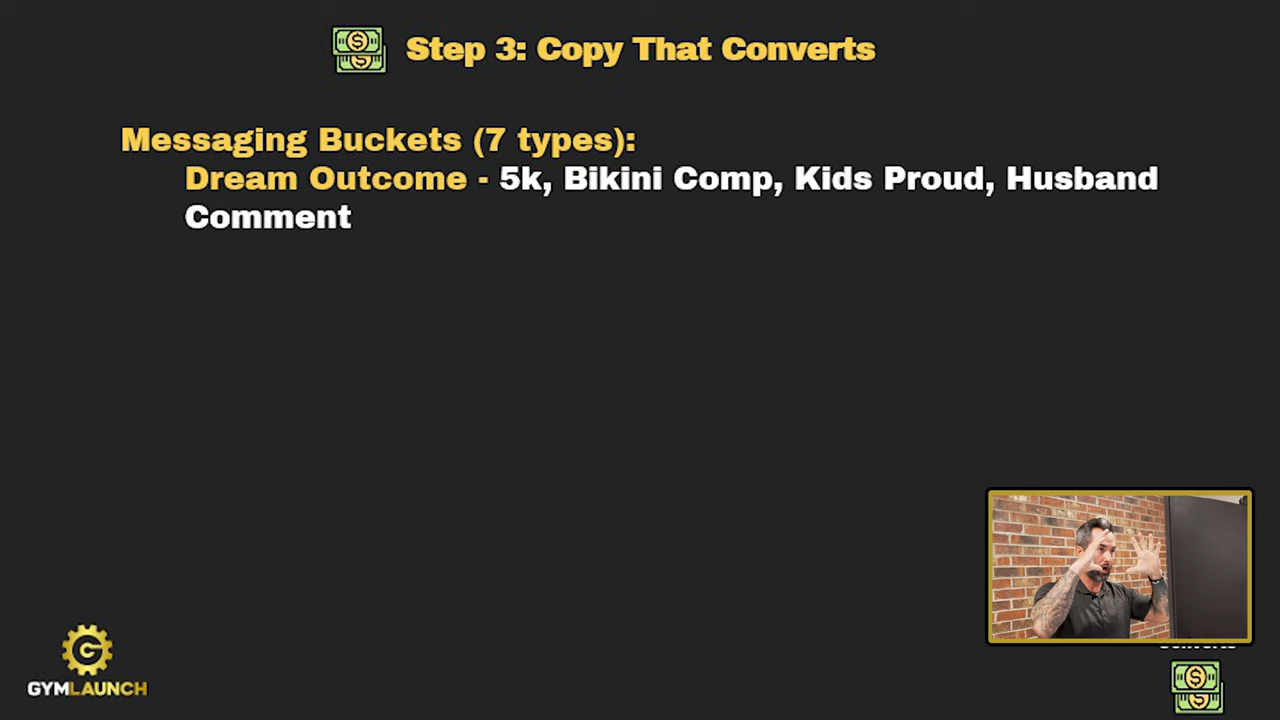 Step 3: Copy That Converts
Messaging Buckets (7 types):
Dream Outcome - 5k, Bikini Comp, Kids Proud, Husband
Comment
GYMLAUNCH
Converts